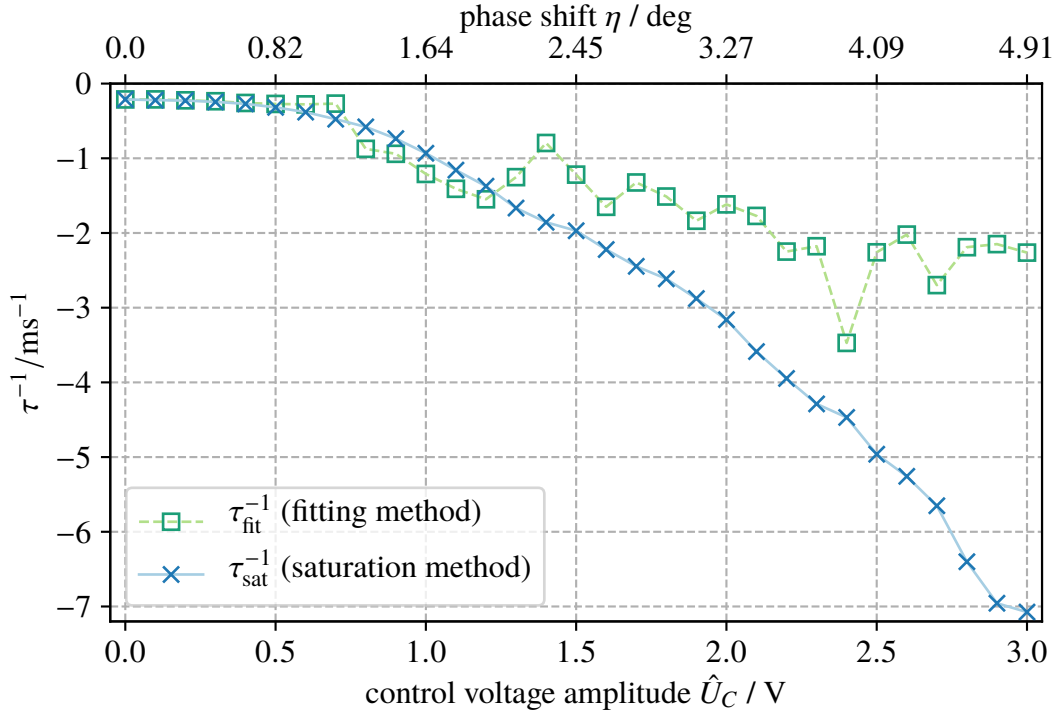 phase shift η / deg
0.0 0.82 1.64 2.45 3.27 4.09 4.91
τ⁻¹/ms⁻¹
0
−1
−2
−3
−4
−5
−6
−7
τ_fit⁻¹ (fitting method)
τ_sat⁻¹ (saturation method)
0.0 0.5 1.0 1.5 2.0 2.5 3.0
control voltage amplitude Û_C / V